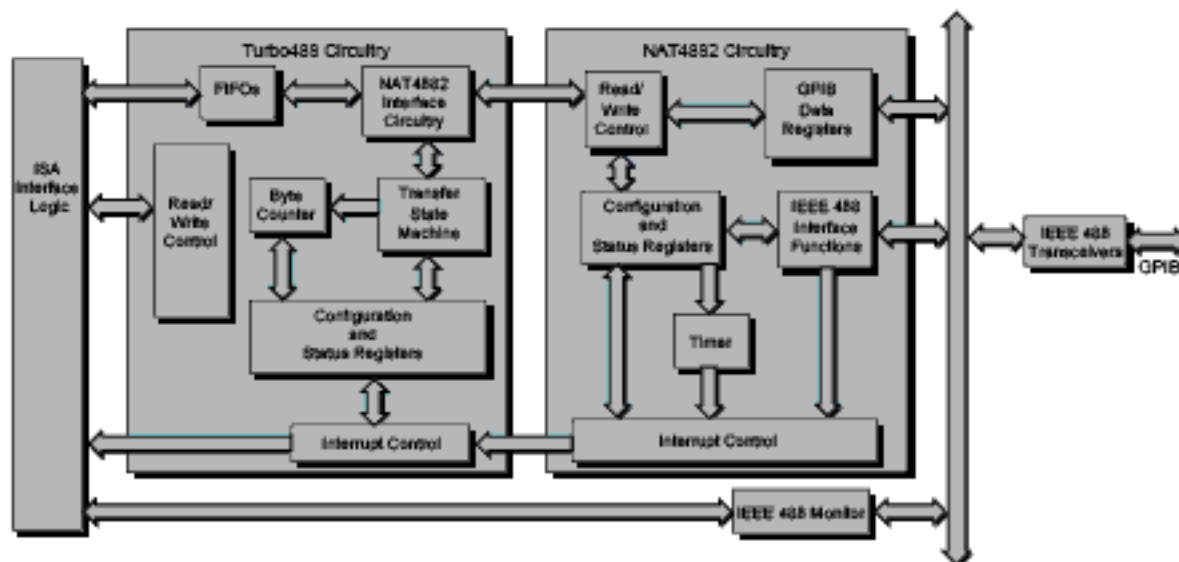 Turbo488 Circuitry
NAT4882 Circuitry
ISA
Interface
Logic
FIFOs
NAT4882
Interface
Circuitry
Read/
Write
Control
Byte
Counter
Transfer
State
Machine
Configuration
and
Status Registers
Interrupt Control
Read/
Write
Control
GPIB
Data
Registers
Configuration
and
Status Registers
IEEE 488
Interface
Functions
Timer
Interrupt Control
IEEE 488 Monitor
IEEE 488
Transceivers
GPIB